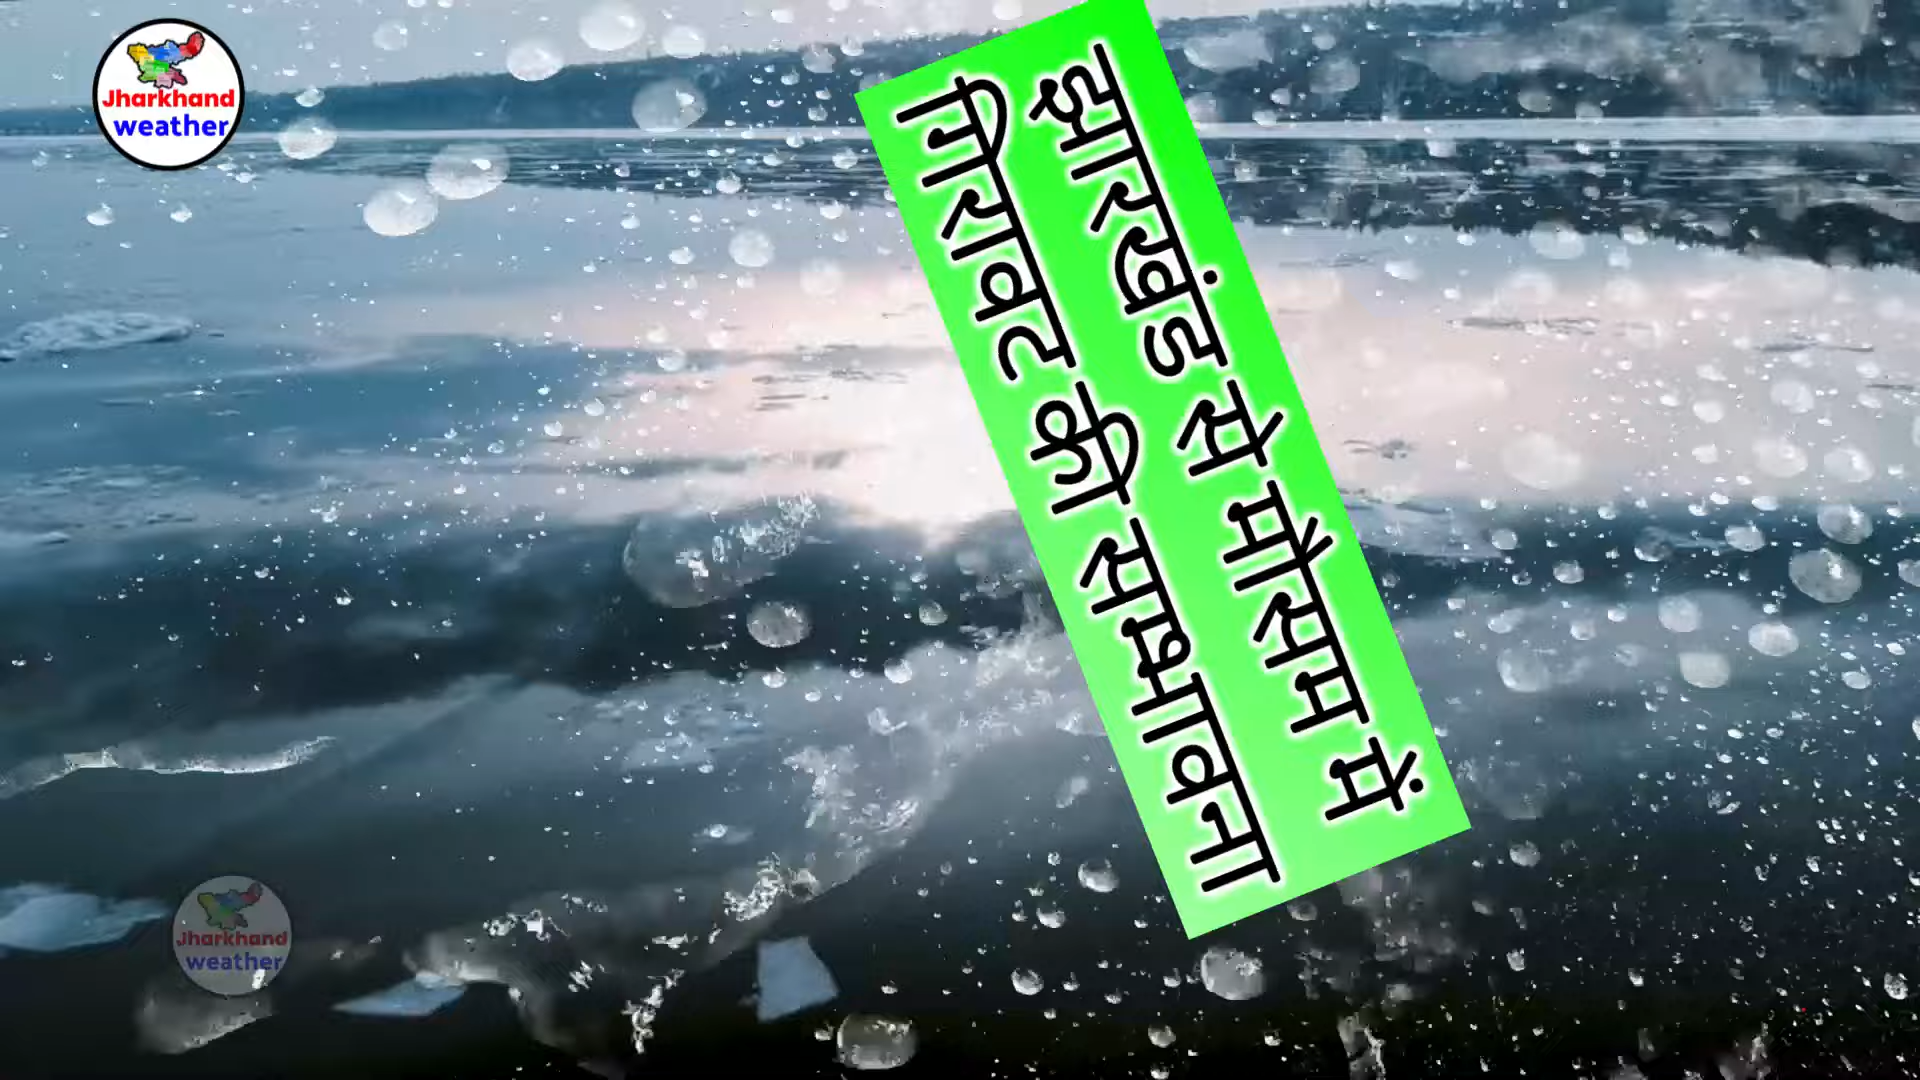 Jharkhand
weather
झारखंड से मौसम में
गिरावट की सम्भावना
Jharkhand
weather